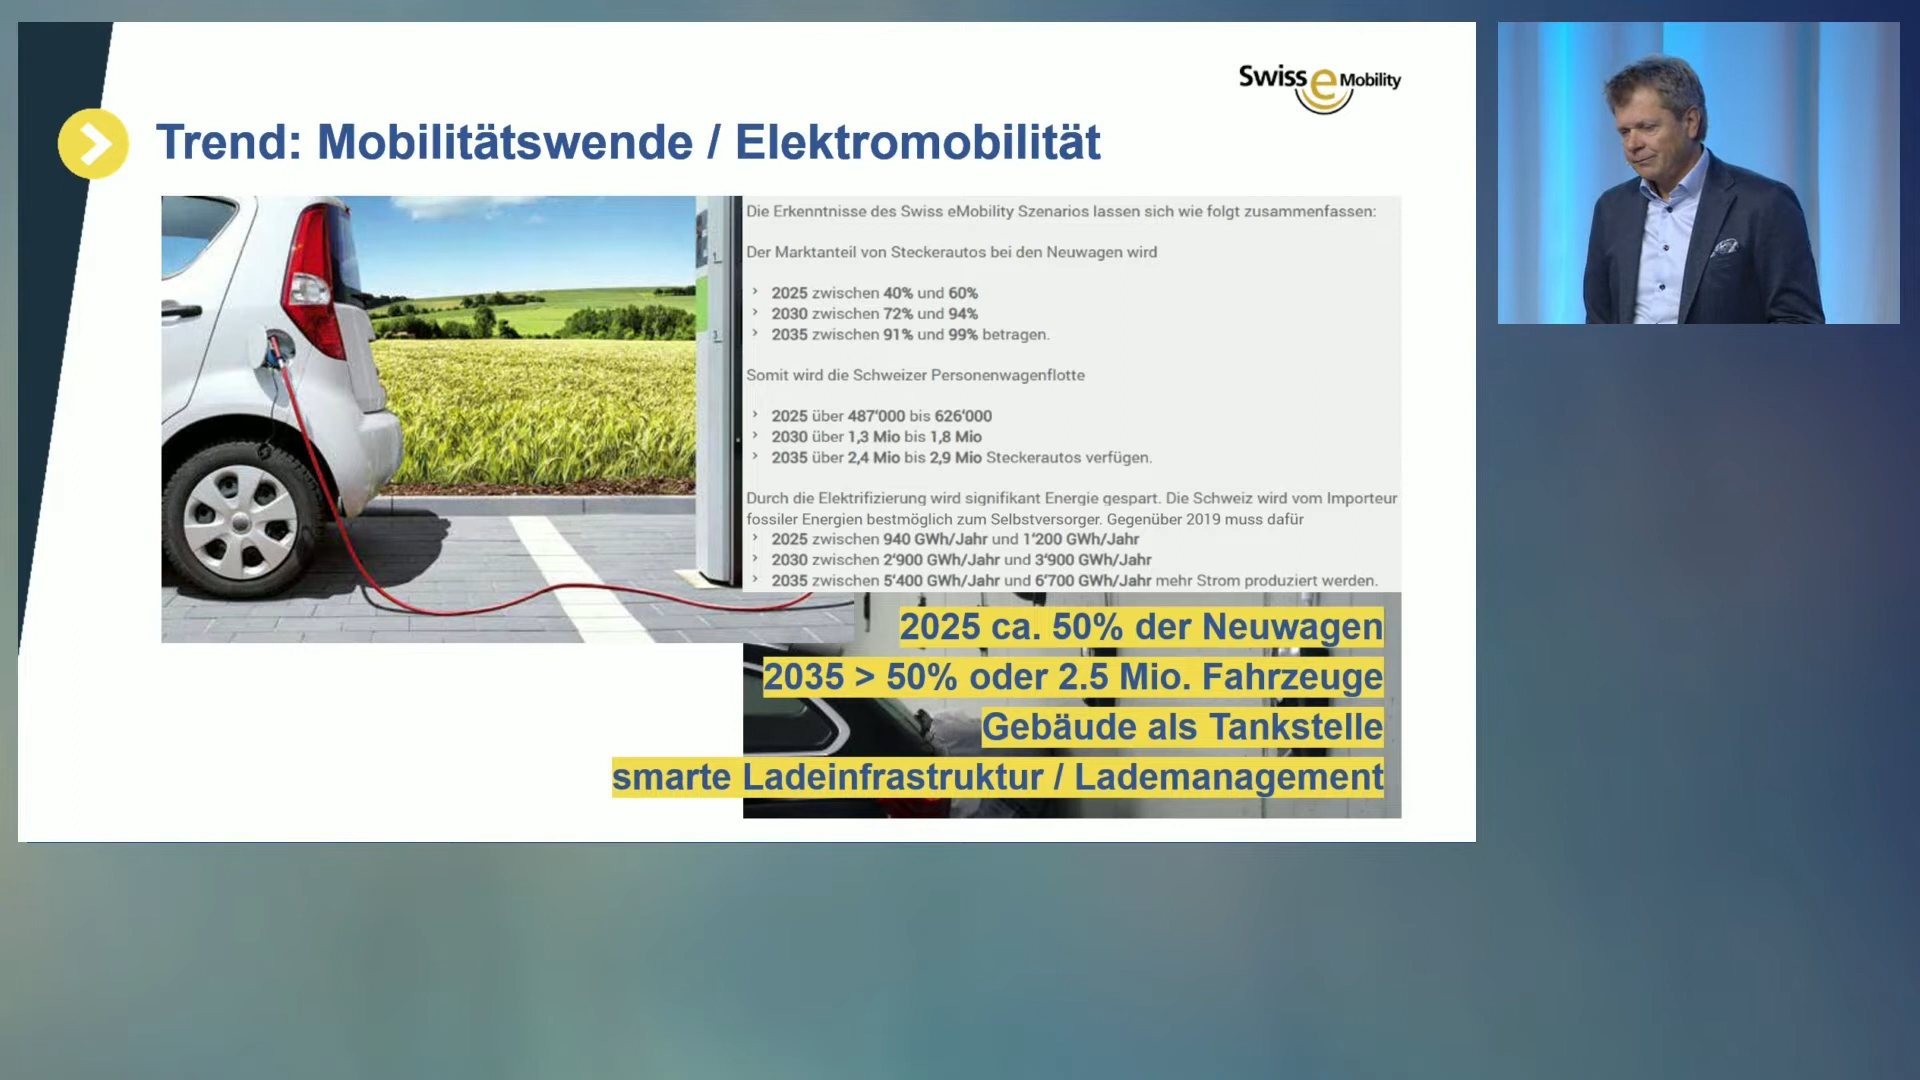 Swiss e Mobility
Trend: Mobilitätswende / Elektromobilität
Die Erkenntnisse des Swiss eMobility Szenarios lassen sich wie folgt zusammenfassen:
Der Marktanteil von Steckerautos bei den Neuwagen wird
› 2025 zwischen 40% und 60%
› 2030 zwischen 72% und 94%
› 2035 zwischen 91% und 99% betragen.
Somit wird die Schweizer Personenwagenflotte
› 2025 über 487'000 bis 626'000
› 2030 über 1,3 Mio bis 1,8 Mio
› 2035 über 2,4 Mio bis 2,9 Mio Steckerautos verfügen.
Durch die Elektrifizierung wird signifikant Energie gespart. Die Schweiz wird vom Importeur
fossiler Energien bestmöglich zum Selbstversorger. Gegenüber 2019 muss dafür
› 2025 zwischen 940 GWh/Jahr und 1'200 GWh/Jahr
› 2030 zwischen 2'900 GWh/Jahr und 3'900 GWh/Jahr
› 2035 zwischen 5'400 GWh/Jahr und 6'700 GWh/Jahr mehr Strom produziert werden.
2025 ca. 50% der Neuwagen
2035 > 50% oder 2.5 Mio. Fahrzeuge
Gebäude als Tankstelle
smarte Ladeinfrastruktur / Lademanagement